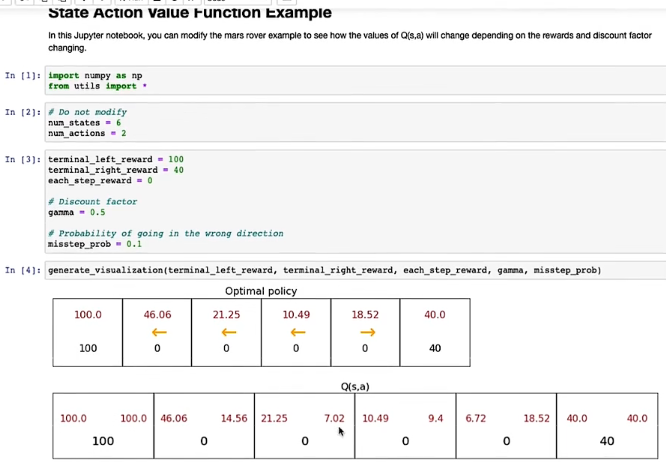 State Action Value Function Example
In this Jupyter notebook, you can modify the mars rover example to see how the values of Q(s,a) will change depending on the rewards and discount factor
changing.
In [1]: import numpy as np
from utils import *
In [2]: # Do not modify
num_states = 6
num_actions = 2
In [3]: terminal_left_reward = 100
terminal_right_reward = 40
each_step_reward = 0
# Discount factor
gamma = 0.5
# Probability of going in the wrong direction
misstep_prob = 0.1
In [4]: generate_visualization(terminal_left_reward, terminal_right_reward, each_step_reward, gamma, misstep_prob)
Optimal policy
100.0 46.06 21.25 10.49 18.52 40.0
← ← ← →
100 0 0 0 0 40
Q(s,a)
100.0 100.0 46.06 14.56 21.25 7.02 10.49 9.4 6.72 18.52 40.0 40.0
100 0 0 0 0 40